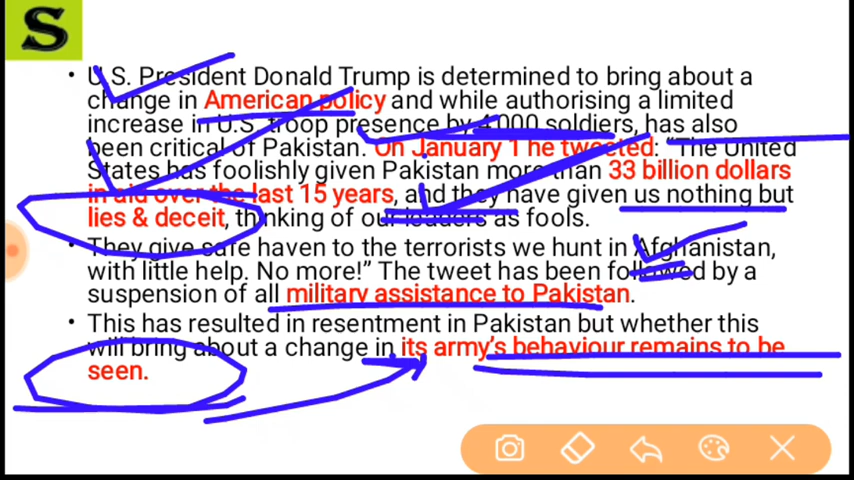 S
• U.S. President Donald Trump is determined to bring about a
change in American policy and while authorising a limited
increase in U.S. troop presence by 4,000 soldiers, has also
been critical of Pakistan. On January 1 he tweeted: “The United
States has foolishly given Pakistan more than 33 billion dollars
in aid over the last 15 years, and they have given us nothing but
lies & deceit, thinking of our leaders as fools.
• They give safe haven to the terrorists we hunt in Afghanistan,
with little help. No more!” The tweet has been followed by a
suspension of all military assistance to Pakistan.
• This has resulted in resentment in Pakistan but whether this
will bring about a change in its army’s behaviour remains to be
seen.